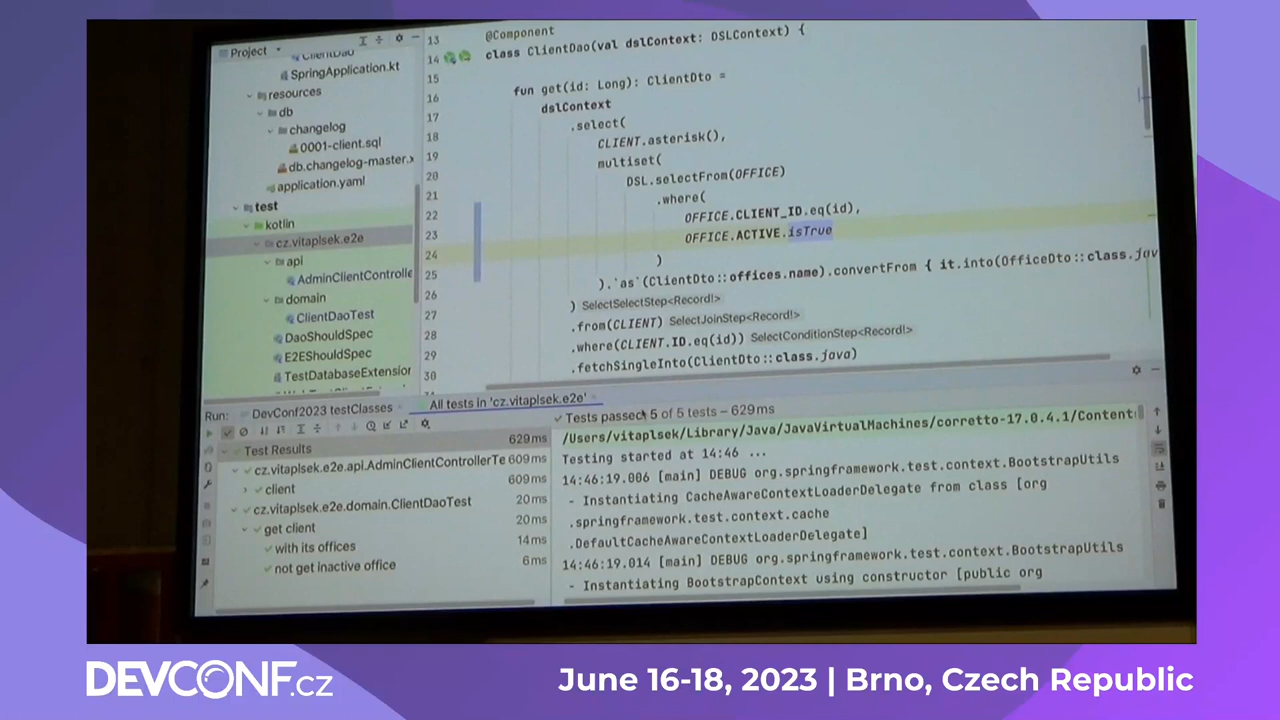 Project
ClientDao
SpringApplication.kt
resources
db
changelog
0001-client.sql
db.changelog-master.x
application.yaml
test
kotlin
cz.vitaplsek.e2e
api
AdminClientControlle
domain
ClientDaoTest
DaoShouldSpec
E2EShouldSpec
TestDatabaseExtension
13 @Component
14 class ClientDao(val dslContext: DSLContext) {
15
16 fun get(id: Long): ClientDto =
17 dslContext
18 .select(
19 CLIENT.asterisk(),
20 multiset(
21 DSL.selectFrom(OFFICE)
22 .where(
23 OFFICE.CLIENT_ID.eq(id),
24 OFFICE.ACTIVE.isTrue
25 )
26 ).`as`(ClientDto::offices.name).convertFrom { it.into(OfficeDto::class.jav
27 ) SelectSelectStep<Record!>
28 .from(CLIENT) SelectJoinStep<Record!>
29 .where(CLIENT.ID.eq(id)) SelectConditionStep<Record!>
30 .fetchSingleInto(ClientDto::class.java)
Run: DevConf2023 testClasses All tests in 'cz.vitaplsek.e2e'
Tests passed: 5 of 5 tests – 629ms
Test Results 629ms
cz.vitaplsek.e2e.api.AdminClientControllerTe 609ms
client 609ms
cz.vitaplsek.e2e.domain.ClientDaoTest 20ms
get client 20ms
with its offices 14ms
not get inactive office 6ms
/Users/vitaplsek/Library/Java/JavaVirtualMachines/corretto-17.0.4.1/Content
Testing started at 14:46 ...
14:46:19.006 [main] DEBUG org.springframework.test.context.BootstrapUtils
- Instantiating CacheAwareContextLoaderDelegate from class [org
.springframework.test.context.cache
.DefaultCacheAwareContextLoaderDelegate]
14:46:19.014 [main] DEBUG org.springframework.test.context.BootstrapUtils
- Instantiating BootstrapContext using constructor [public org
DEVCONF.cz
June 16-18, 2023 | Brno, Czech Republic